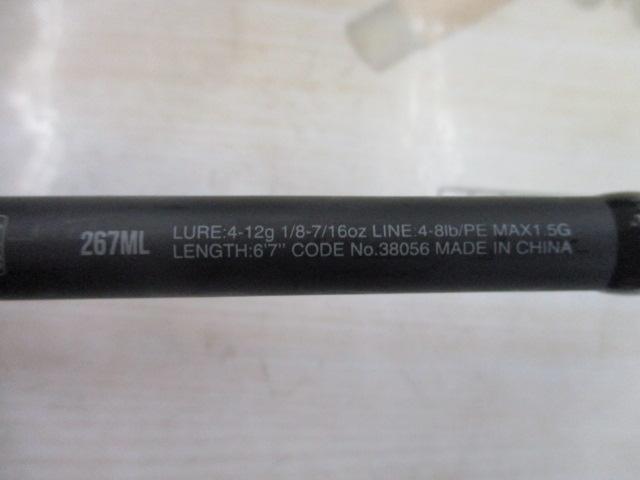 267ML
LURE:4-12g 1/8-7/16oz LINE:4-8lb/PE MAX1.5G
LENGTH:6'7'' CODE No.38056 MADE IN CHINA